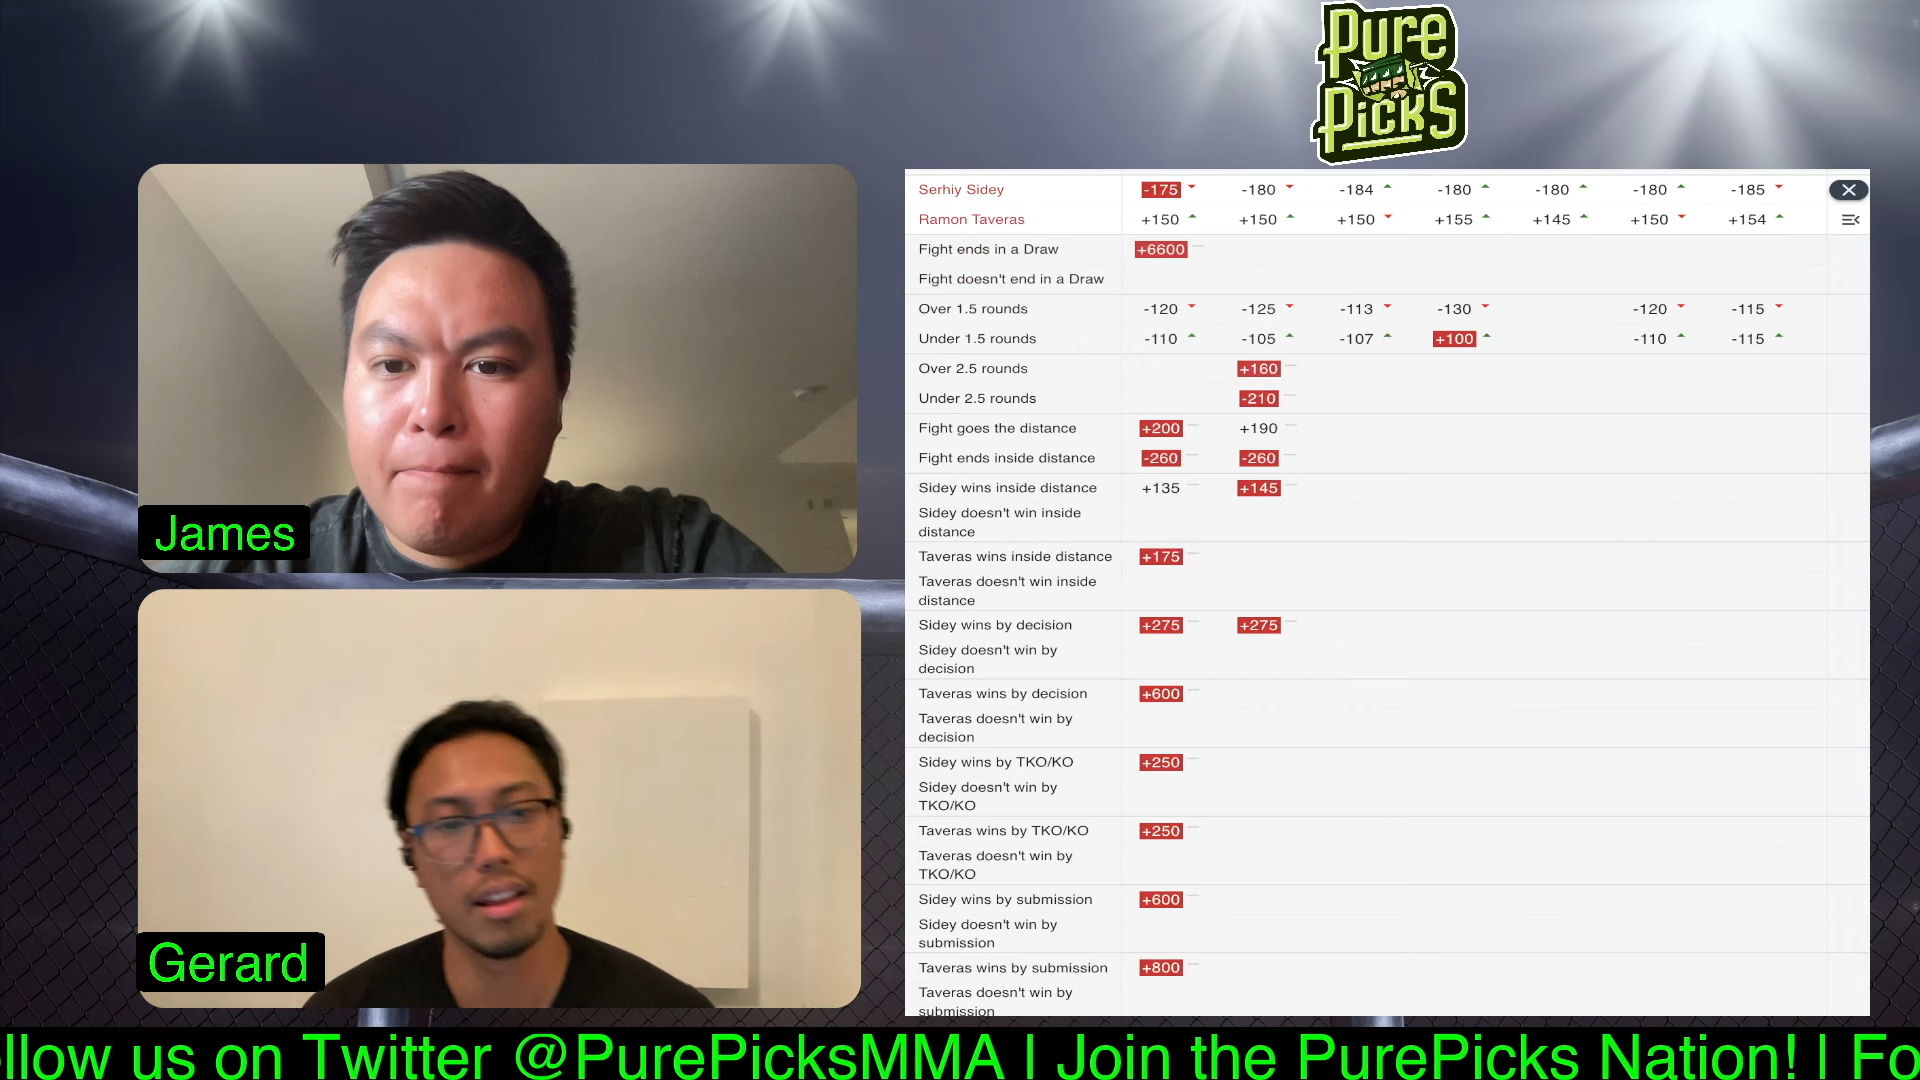 Pure
Picks
James
Gerard
Serhiy Sidey -175 -180 -184 -180 -180 -180 -185
Ramon Taveras +150 +150 +150 +155 +145 +150 +154
Fight ends in a Draw +6600
Fight doesn't end in a Draw
Over 1.5 rounds -120 -125 -113 -130 -120 -115
Under 1.5 rounds -110 -105 -107 +100 -110 -115
Over 2.5 rounds +160
Under 2.5 rounds -210
Fight goes the distance +200 +190
Fight ends inside distance -260 -260
Sidey wins inside distance +135 +145
Sidey doesn't win inside
distance
Taveras wins inside distance +175
Taveras doesn't win inside
distance
Sidey wins by decision +275 +275
Sidey doesn't win by
decision
Taveras wins by decision +600
Taveras doesn't win by
decision
Sidey wins by TKO/KO +250
Sidey doesn't win by
TKO/KO
Taveras wins by TKO/KO +250
Taveras doesn't win by
TKO/KO
Sidey wins by submission +600
Sidey doesn't win by
submission
Taveras wins by submission +800
Taveras doesn't win by
submission
ollow us on Twitter @PurePicksMMA | Join the PurePicks Nation! | Fo